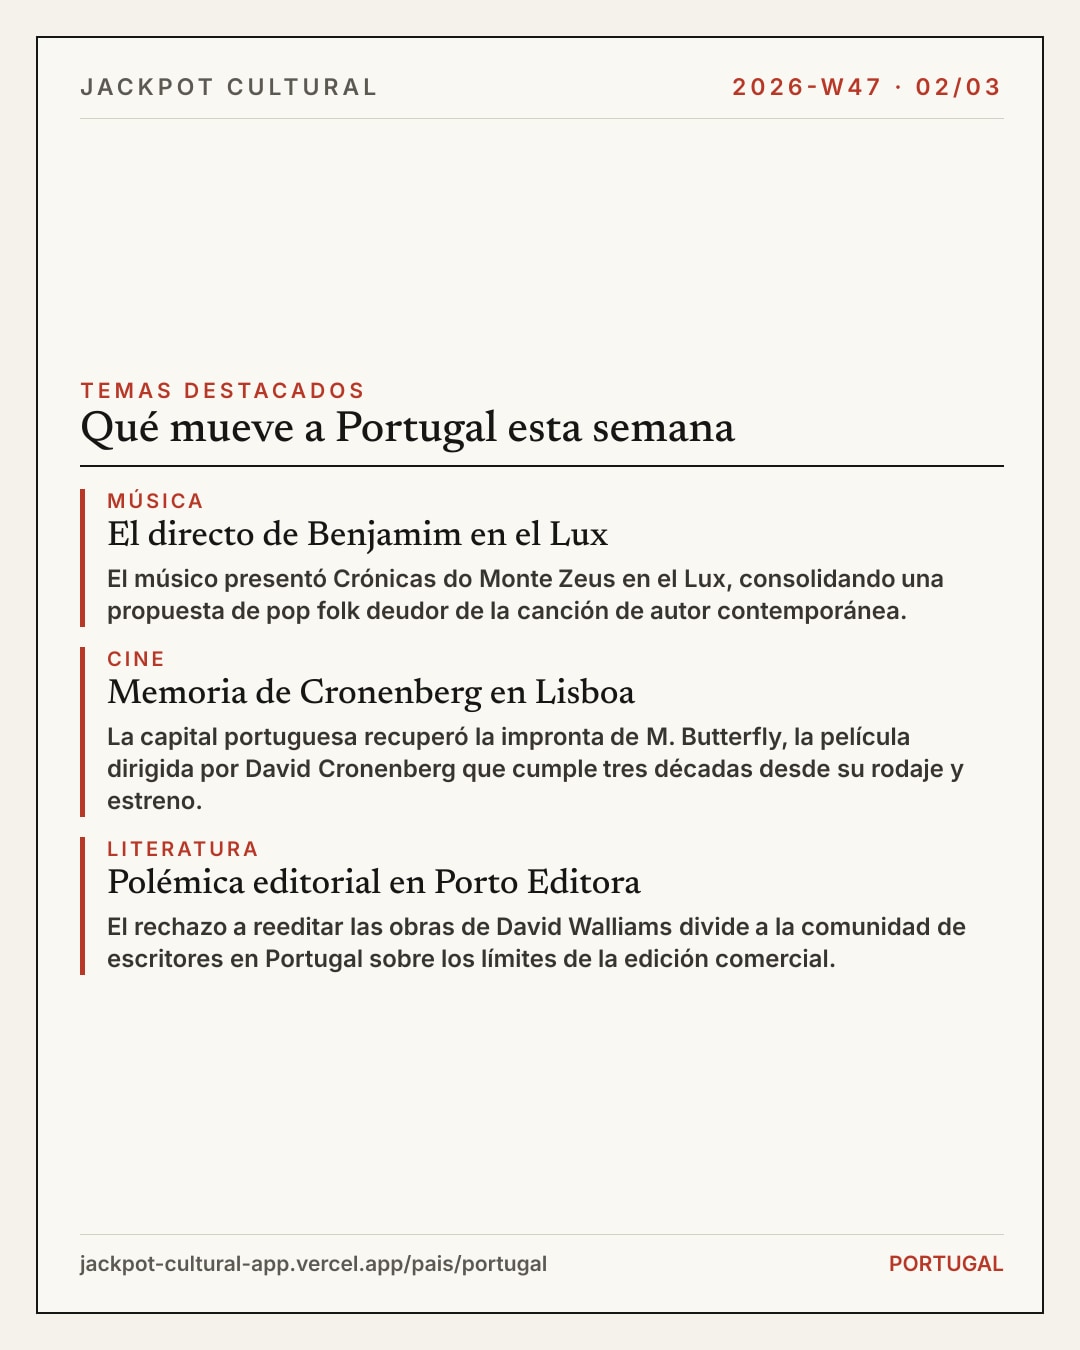 JACKPOT CULTURAL
2026-W47 · 02/03
TEMAS DESTACADOS
Qué mueve a Portugal esta semana
MÚSICA
El directo de Benjamim en el Lux
El músico presentó Crónicas do Monte Zeus en el Lux, consolidando una
propuesta de pop folk deudor de la canción de autor contemporánea.
CINE
Memoria de Cronenberg en Lisboa
La capital portuguesa recuperó la impronta de M. Butterfly, la película
dirigida por David Cronenberg que cumple tres décadas desde su rodaje y
estreno.
LITERATURA
Polémica editorial en Porto Editora
El rechazo a reeditar las obras de David Walliams divide a la comunidad de
escritores en Portugal sobre los límites de la edición comercial.
jackpot-cultural-app.vercel.app/pais/portugal
PORTUGAL